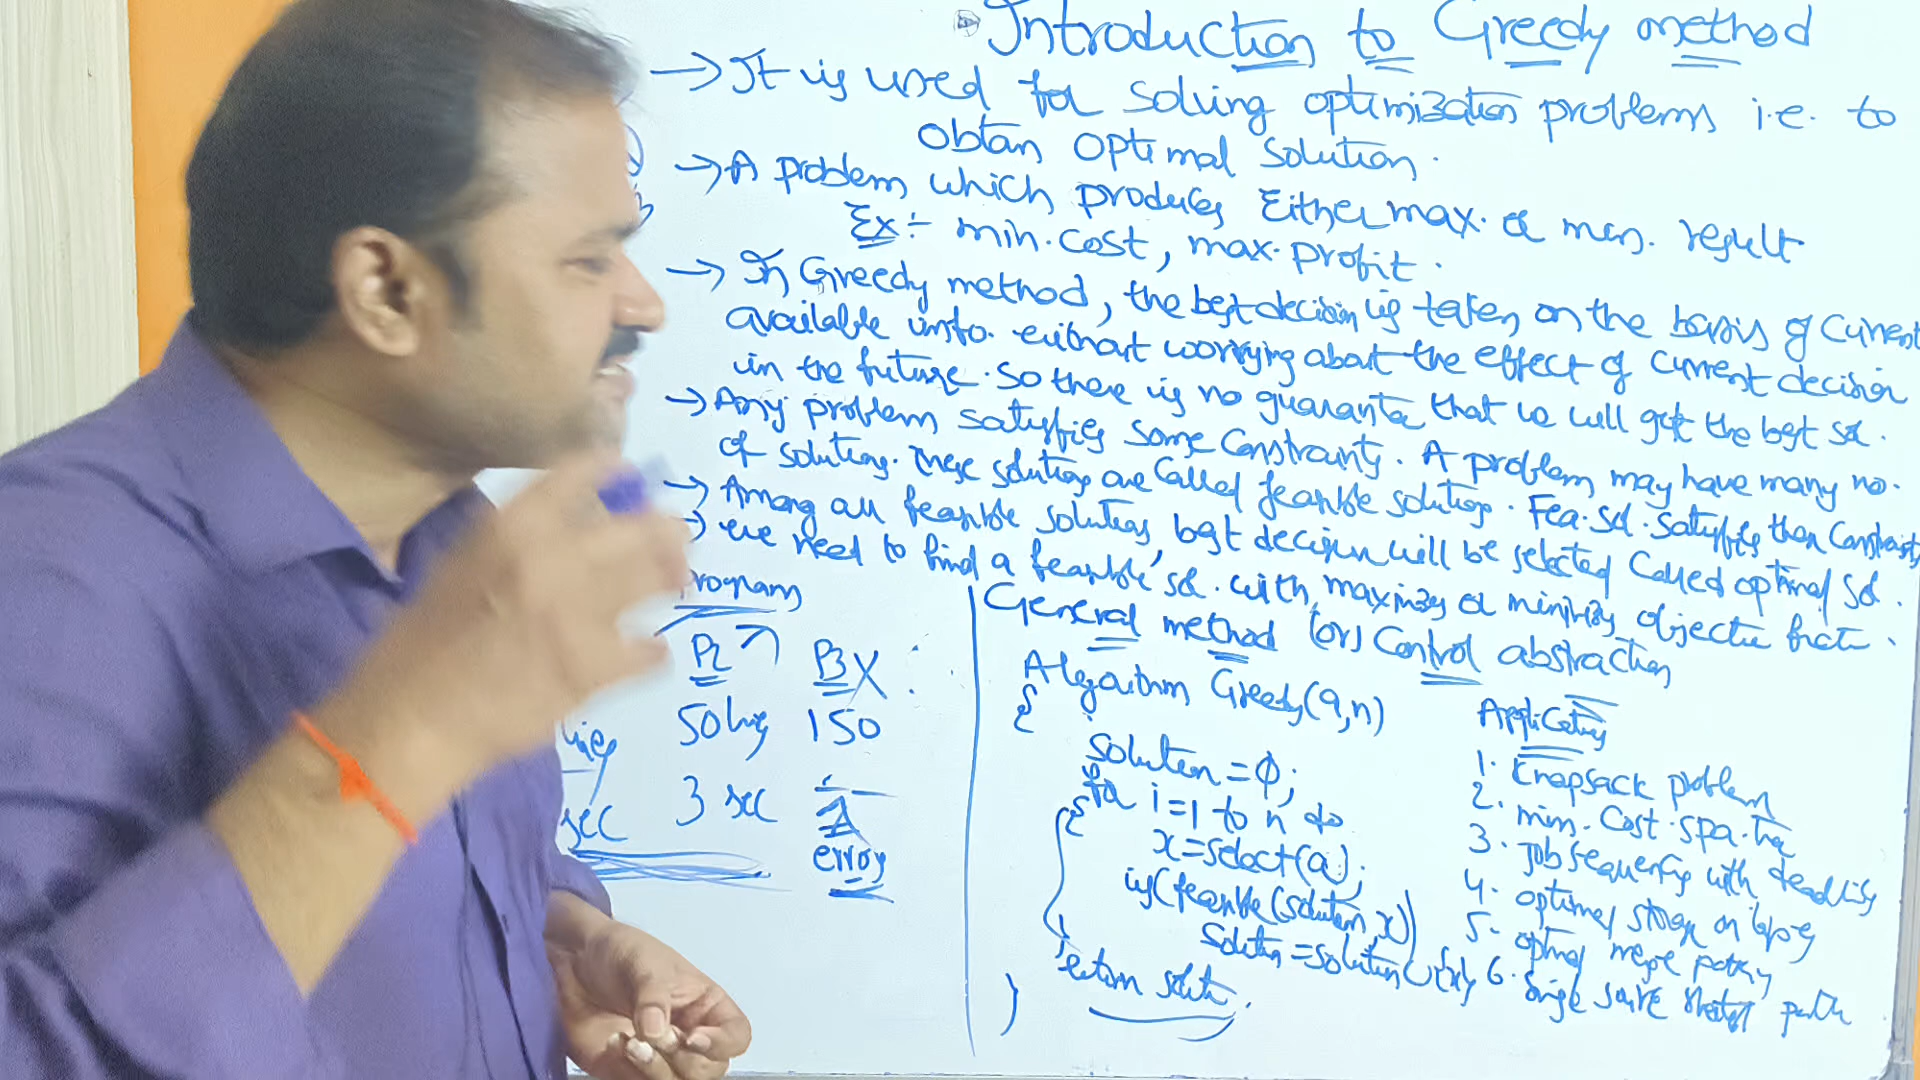 Introduction to Greedy method
→ It is used for solving optimization problems i.e. to
obtain optimal solution.
→ A problem which produces either max. or min. result
Ex:- min. cost, max. profit.
→ In Greedy method, the best decision is taken on the basis of current
available info. without worrying about the effect of current decision
in the future. So there is no guarantee that we will get the best sol.
→ Any problem satisfies some constraints. A problem may have many no.
of solutions. These solutions are called feasible solutions. Fea. sol. satisfies the constraints
→ Among all feasible solutions, best decision will be selected called optimal sol.
→ we need to find a feasible sol. with maximizes or minimizes objective
program
P2 P3 X
50 150
3 sec
sec
error
General method (or) Control abstraction
Algorithm Greedy(a,n)
{
solution = Φ;
for i=1 to n do
{
x=select(a);
if(feasible(solution,x))
solution=solution ∪ {x};
}
return
}
Applications
1. Knapsack problem
2. min. cost. spa. tree
3. Job sequencing with deadlines
4. optimal storage on tapes
5. optimal merge pattern
6. Single source shortest path